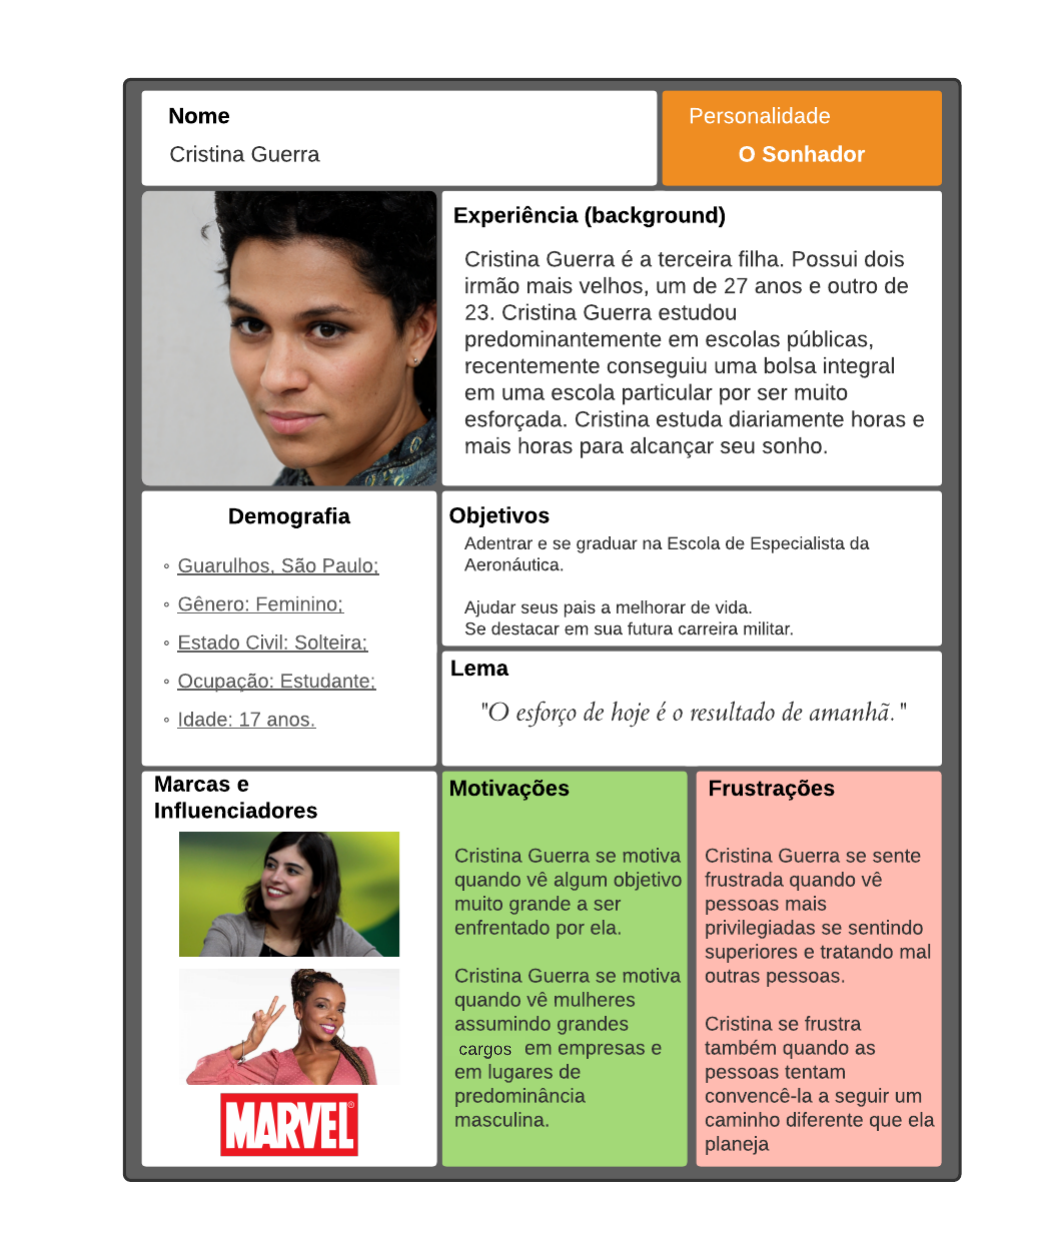 Nome
Cristina Guerra
Personalidade
O Sonhador
Experiência (background)
Cristina Guerra é a terceira filha. Possui dois
irmão mais velhos, um de 27 anos e outro de
23. Cristina Guerra estudou
predominantemente em escolas públicas,
recentemente conseguiu uma bolsa integral
em uma escola particular por ser muito
esforçada. Cristina estuda diariamente horas e
mais horas para alcançar seu sonho.
Demografia
◦ Guarulhos, São Paulo;
◦ Gênero: Feminino;
◦ Estado Civil: Solteira;
◦ Ocupação: Estudante;
◦ Idade: 17 anos.
Objetivos
Adentrar e se graduar na Escola de Especialista da
Aeronáutica.
Ajudar seus pais a melhorar de vida.
Se destacar em sua futura carreira militar.
Lema
"O esforço de hoje é o resultado de amanhã."
Marcas e
Influenciadores
MARVEL®
Motivações
Cristina Guerra se motiva
quando vê algum objetivo
muito grande a ser
enfrentado por ela.
Cristina Guerra se motiva
quando vê mulheres
assumindo grandes
cargos em empresas e
em lugares de
predominância
masculina.
Frustrações
Cristina Guerra se sente
frustrada quando vê
pessoas mais
privilegiadas se sentindo
superiores e tratando mal
outras pessoas.
Cristina se frustra
também quando as
pessoas tentam
convencê-la a seguir um
caminho diferente que ela
planeja